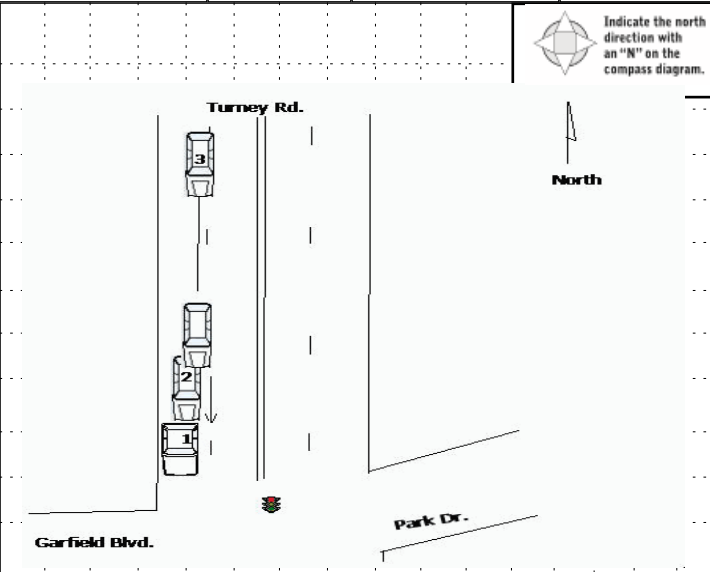 Indicate the north
direction with
an "N" on the
compass diagram.
Turney Rd.
North
3
2
1
Park Dr.
Garfield Blvd.